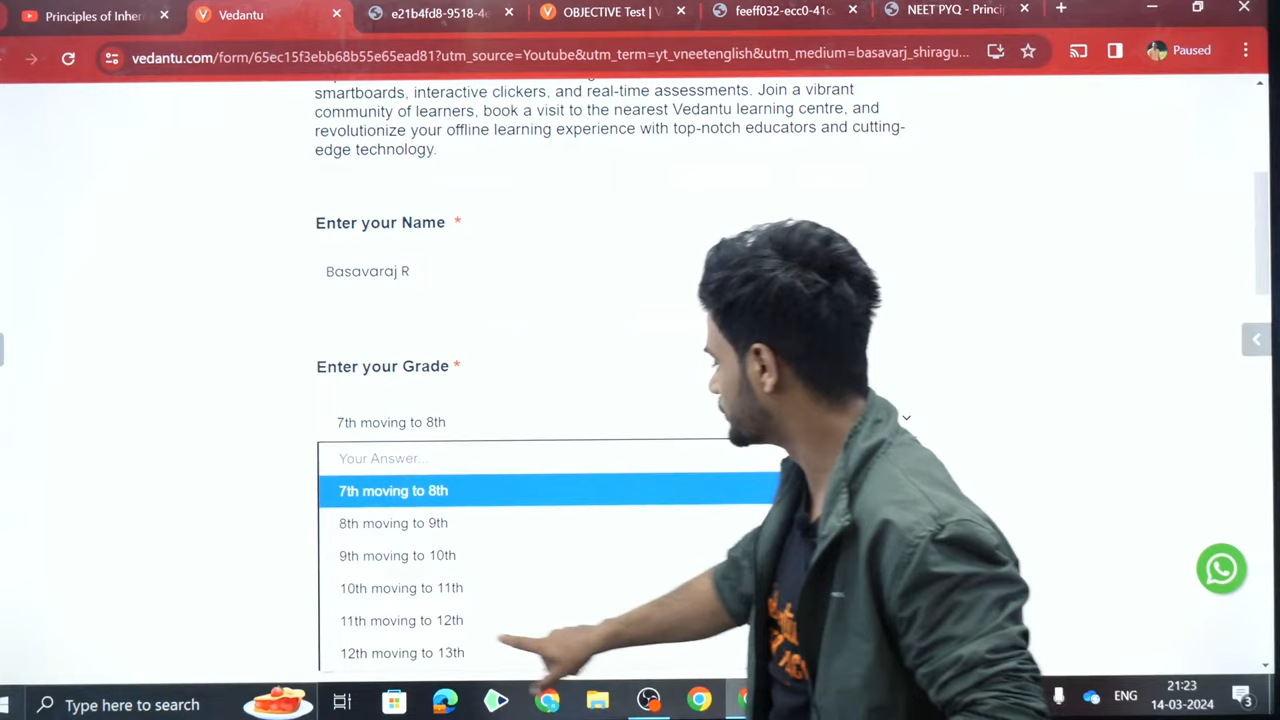 Principles of Inher
Vedantu
e21b4fd8-9518-4
OBJECTIVE Test | V
feeff032-ecc0-41
NEET PYQ - Princi
vedantu.com/form/65ec15f3ebb68b55e65ead81?utm_source=Youtube&utm_term=yt_vneetenglish&utm_medium=basavarj_shiragu...
Paused
smartboards, interactive clickers, and real-time assessments. Join a vibrant
community of learners, book a visit to the nearest Vedantu learning centre, and
revolutionize your offline learning experience with top-notch educators and cutting-
edge technology.
Enter your Name *
Basavaraj R
Enter your Grade *
7th moving to 8th
Your Answer...
7th moving to 8th
8th moving to 9th
9th moving to 10th
10th moving to 11th
11th moving to 12th
12th moving to 13th
Type here to search
ENG
21:23
14-03-2024
3